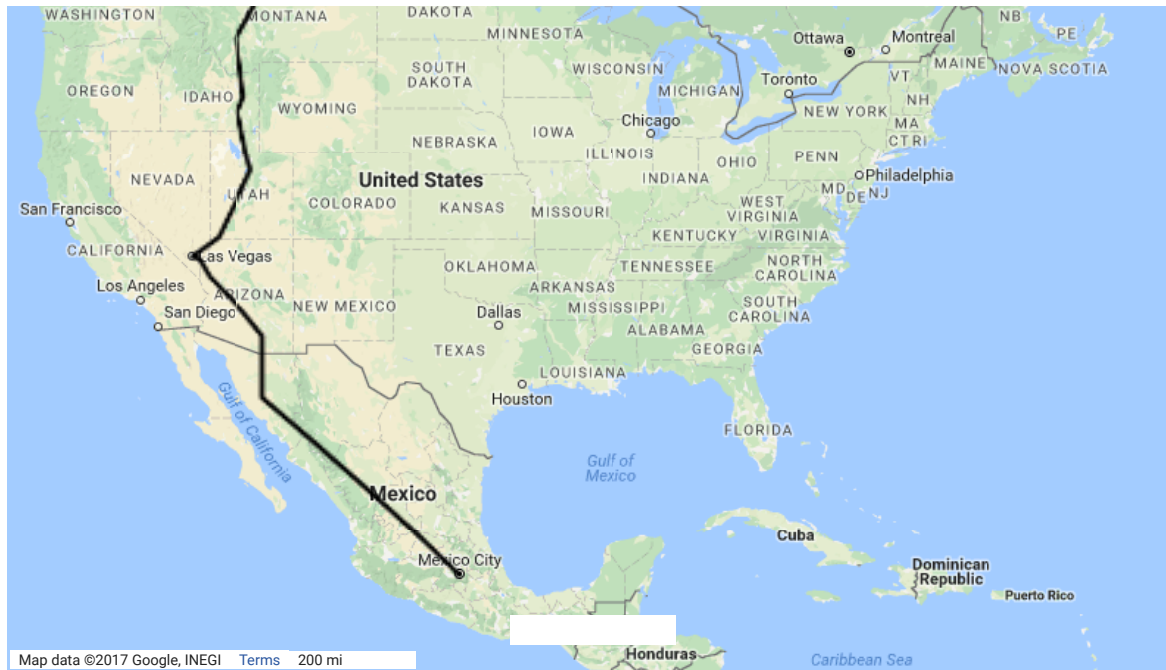 WASHINGTON
MONTANA
DAKOTA
NB
MINNESOTA
Ottawa
Montreal
PE
OREGON
IDAHO
SOUTH
DAKOTA
WISCONSIN
MICHIGAN
Toronto
VT
MAINE
NOVA SCOTIA
WYOMING
NH
NEW YORK
MA
Chicago
IOWA
NEBRASKA
CT RI
ILLINOIS
OHIO
PENN
NEVADA
UTAH
United States
INDIANA
Philadelphia
MD
DE
NJ
San Francisco
COLORADO
KANSAS
MISSOURI
WEST
VIRGINIA
KENTUCKY
VIRGINIA
CALIFORNIA
Las Vegas
OKLAHOMA
TENNESSEE
NORTH
CAROLINA
Los Angeles
ARIZONA
NEW MEXICO
ARKANSAS
MISSISSIPPI
SOUTH
CAROLINA
San Diego
Dallas
ALABAMA
TEXAS
GEORGIA
LOUISIANA
Houston
Gulf of California
FLORIDA
Gulf of
Mexico
Mexico
Cuba
Mexico City
Dominican
Republic
Puerto Rico
Honduras
Caribbean Sea
Map data ©2017 Google, INEGI Terms 200 mi